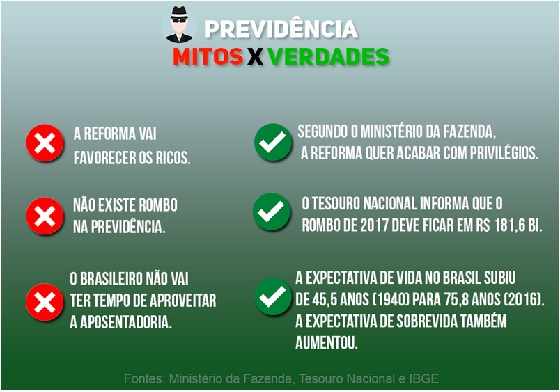 PREVIDÊNCIA
MITOS X VERDADES
A REFORMA VAI
FAVORECER OS RICOS.
SEGUNDO O MINISTÉRIO DA FAZENDA,
A REFORMA QUER ACABAR COM PRIVILÉGIOS.
NÃO EXISTE ROMBO
NA PREVIDÊNCIA.
O TESOURO NACIONAL INFORMA QUE O
ROMBO DE 2017 DEVE FICAR EM R$ 181,6 BI.
O BRASILEIRO NÃO VAI
TER TEMPO DE APROVEITAR
A APOSENTADORIA.
A EXPECTATIVA DE VIDA NO BRASIL SUBIU
DE 45,5 ANOS (1940) PARA 75,8 ANOS (2016).
A EXPECTATIVA DE SOBREVIDA TAMBÉM
AUMENTOU.
Fontes: Ministério da Fazenda, Tesouro Nacional e IBGE